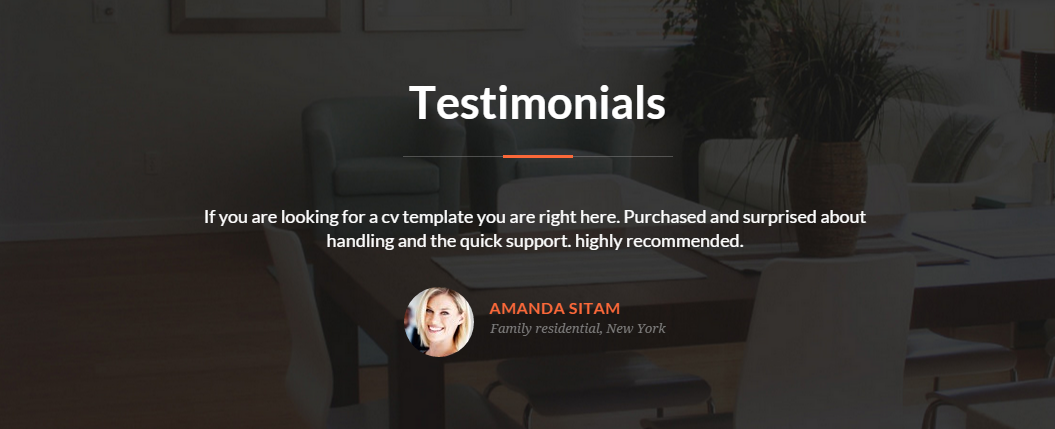 Testimonials
If you are looking for a cv template you are right here. Purchased and surprised about
handling and the quick support. highly recommended.
AMANDA SITAM
Family residential, New York